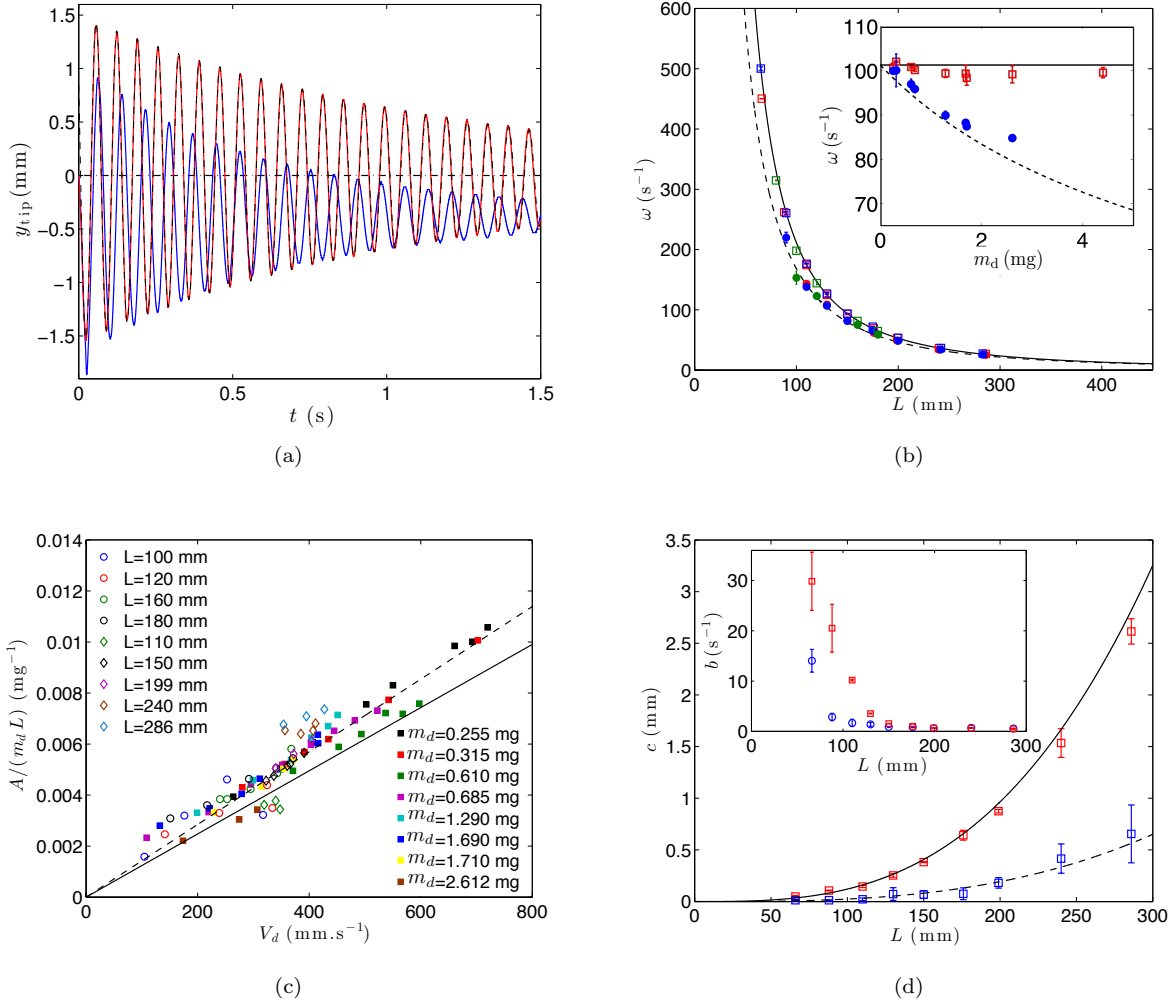 1.5
1
0.5
0
−0.5
−1
−1.5
y_tip (mm)
0 0.5 1 1.5
t (s)
(a)
600
500
400
300
200
100
0
ω (s⁻¹)
100 200 300 400
L (mm)
110
100
90
80
70
ω (s⁻¹)
0 2 4
m_d (mg)
(b)
0.014
0.012
0.01
0.008
0.006
0.004
0.002
0
A/(m_d L) (mg⁻¹)
0 200 400 600 800
V_d (mm.s⁻¹)
L=100 mm
L=120 mm
L=160 mm
L=180 mm
L=110 mm
L=150 mm
L=199 mm
L=240 mm
L=286 mm
m_d=0.255 mg
m_d=0.315 mg
m_d=0.610 mg
m_d=0.685 mg
m_d=1.290 mg
m_d=1.690 mg
m_d=1.710 mg
m_d=2.612 mg
(c)
3.5
3
2.5
2
1.5
1
0.5
0
c (mm)
0 50 100 150 200 250 300
L (mm)
30
20
10
0
b (s⁻¹)
0 100 200 300
L (mm)
(d)